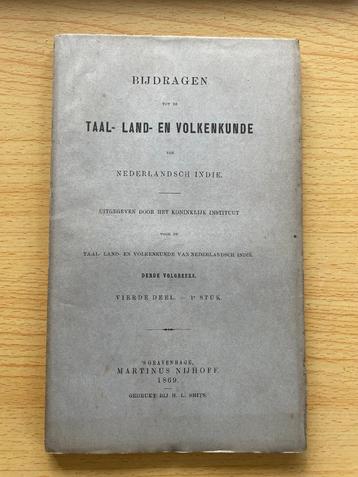 BIJDRAGEN
TOT DE
TAAL- LAND- EN VOLKENKUNDE
VAN
NEDERLANDSCH INDIË.
UITGEGEVEN DOOR HET KONINKLIJK INSTITUUT
VOOR DE
TAAL- LAND- EN VOLKENKUNDE VAN NEDERLANDSCH INDIË.
DERDE VOLGREEKS.
VIERDE DEEL. — 1e STUK.
'SGRAVENHAGE,
MARTINUS NIJHOFF.
1869.
GEDRUKT BIJ H. L. SMITS.